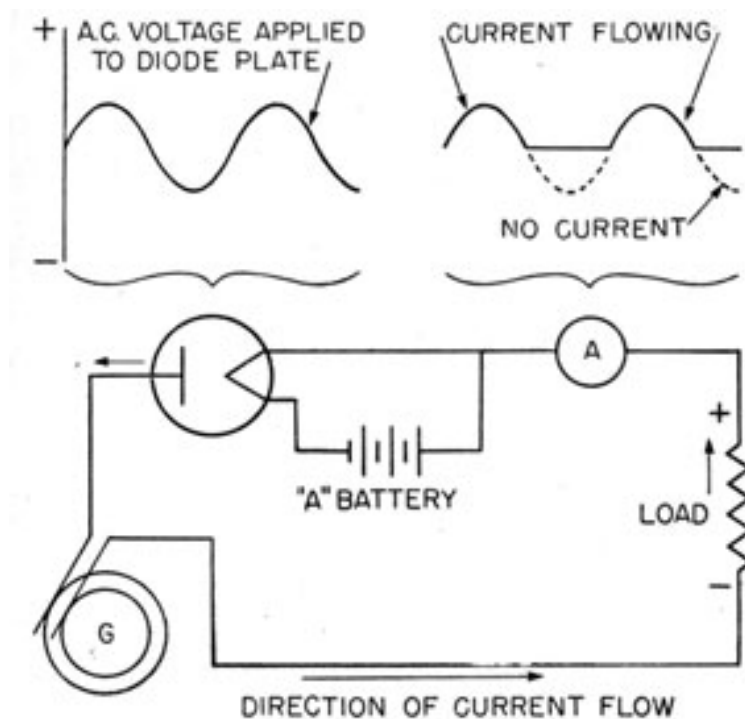 + A.C. VOLTAGE APPLIED
TO DIODE PLATE
CURRENT FLOWING
NO CURRENT
−
A
+
"A" BATTERY
LOAD
−
G
DIRECTION OF CURRENT FLOW